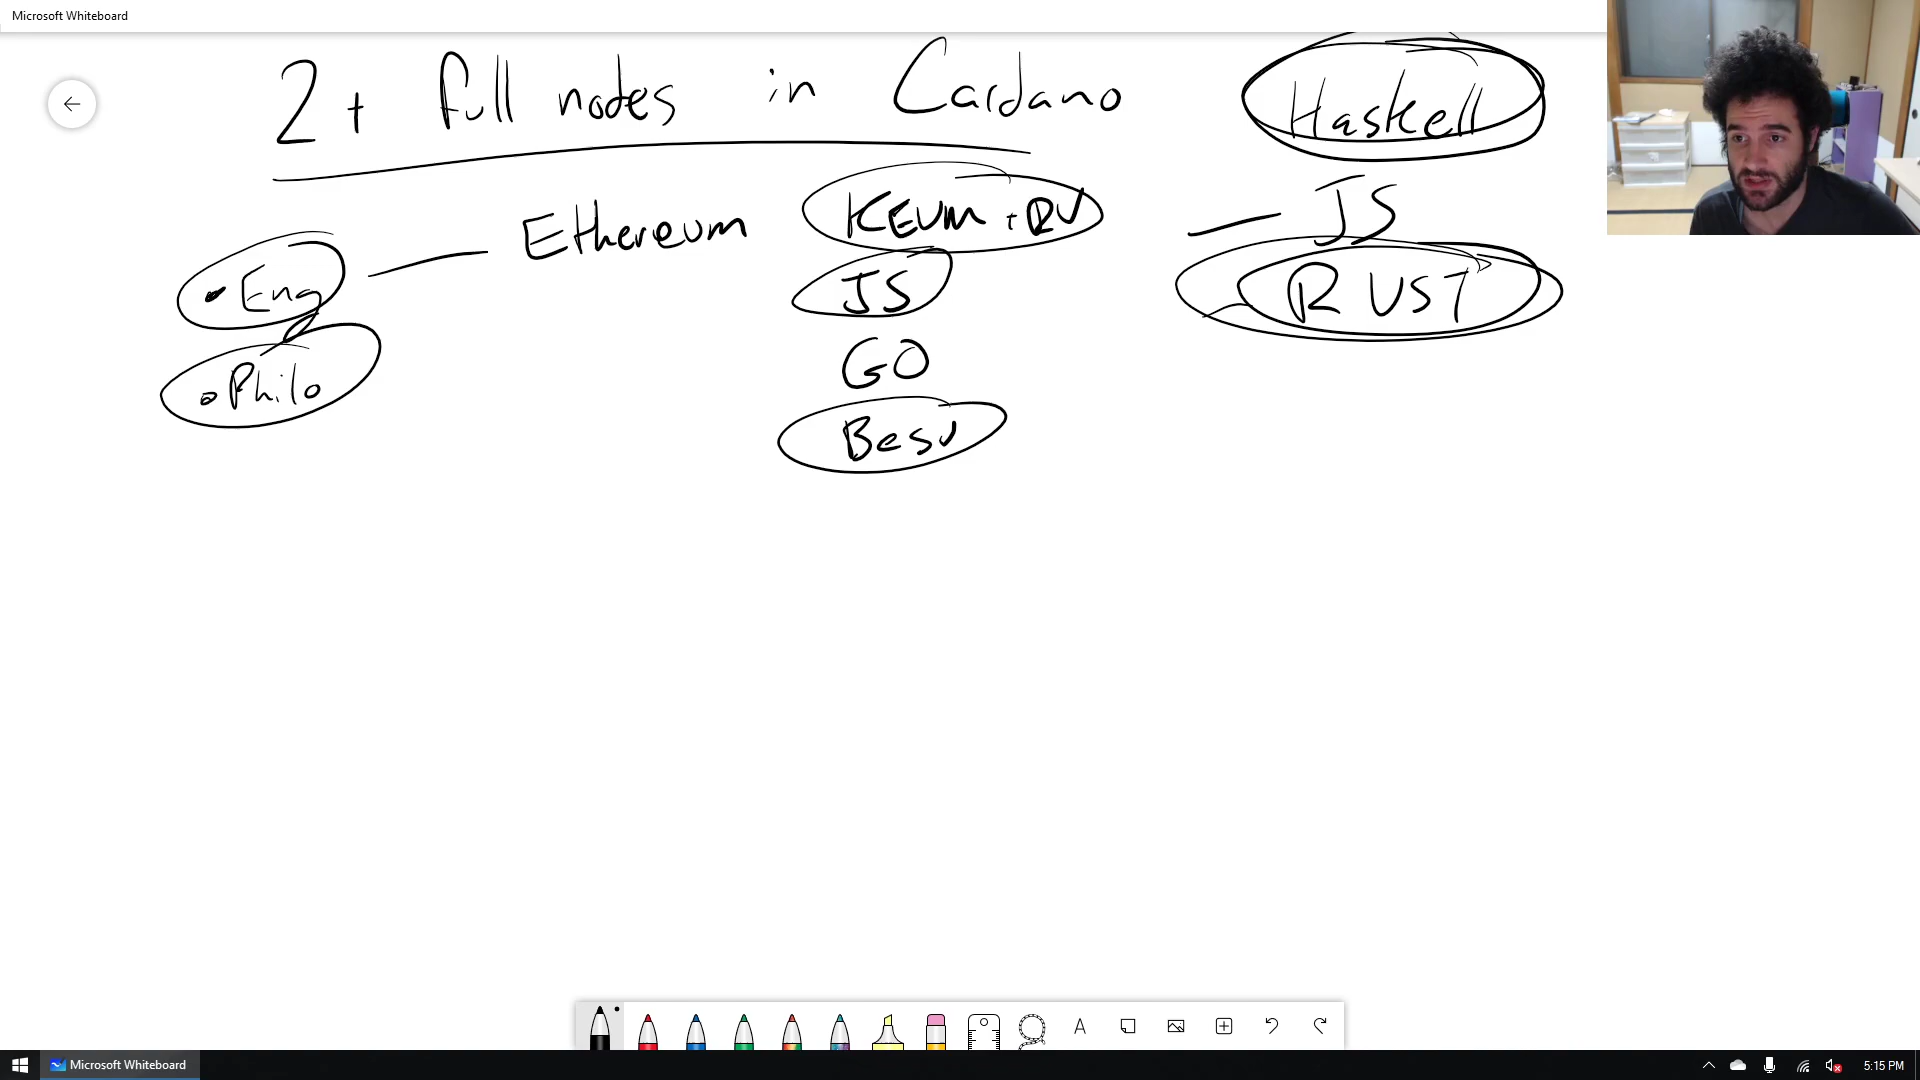 Microsoft Whiteboard
2+ full nodes in Cardano
Haskell
Ethereum
KEVM + RV
JS
JS
RUST
• Eng
GO
• Philo
Besu
A
Microsoft Whiteboard
5:15 PM